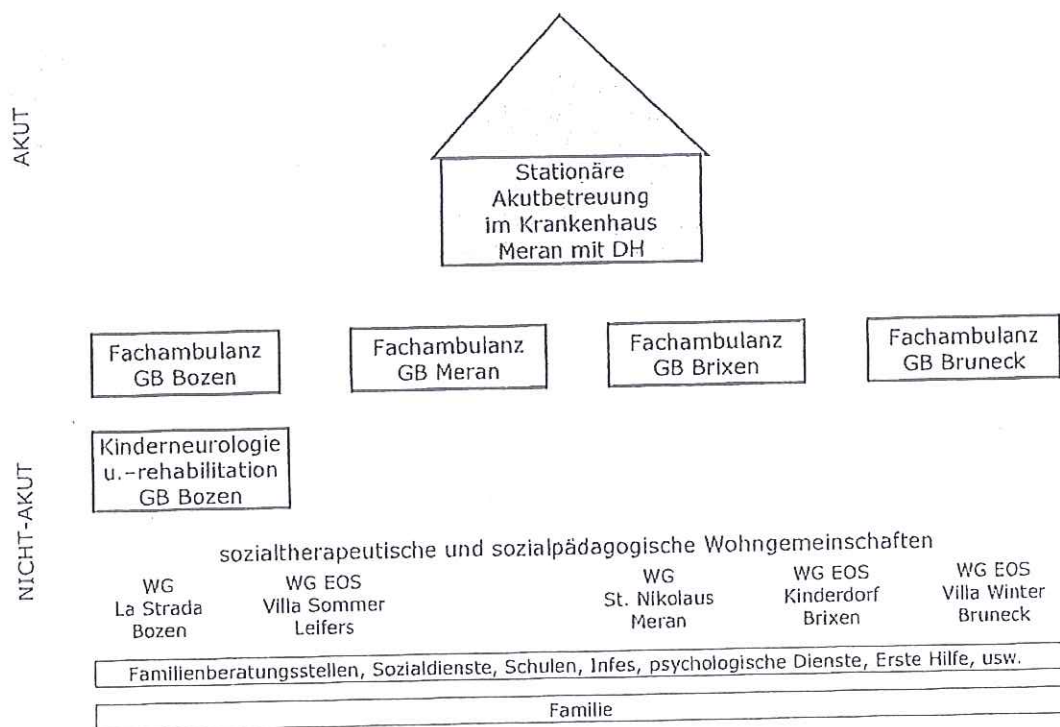 AKUT
Stationäre
Akutbetreuung
im Krankenhaus
Meran mit DH
Fachambulanz
GB Bozen
Fachambulanz
GB Meran
Fachambulanz
GB Brixen
Fachambulanz
GB Bruneck
NICHT-AKUT
Kinderneurologie
u.-rehabilitation
GB Bozen
sozialtherapeutische und sozialpädagogische Wohngemeinschaften
WG
La Strada
Bozen
WG EOS
Villa Sommer
Leifers
WG
St. Nikolaus
Meran
WG EOS
Kinderdorf
Brixen
WG EOS
Villa Winter
Bruneck
Familienberatungsstellen, Sozialdienste, Schulen, Infes, psychologische Dienste, Erste Hilfe, usw.
Familie